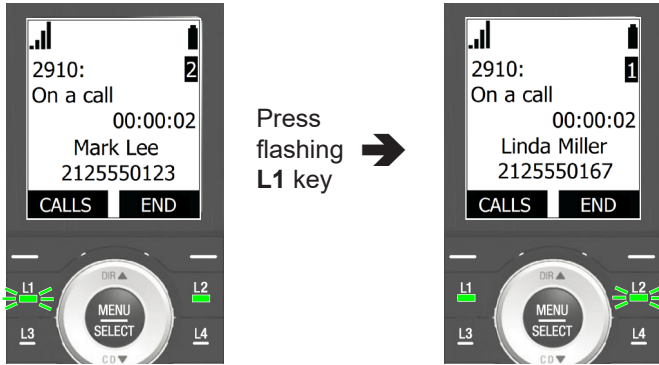 2910: 2
On a call
00:00:02
Mark Lee
2125550123
CALLS END
L1 L2
DIR▲
MENU
SELECT
L3 L4
CD▼
Press
flashing
L1 key
2910: 1
On a call
00:00:02
Linda Miller
2125550167
CALLS END
L1 L2
DIR▲
MENU
SELECT
L3 L4
CD▼